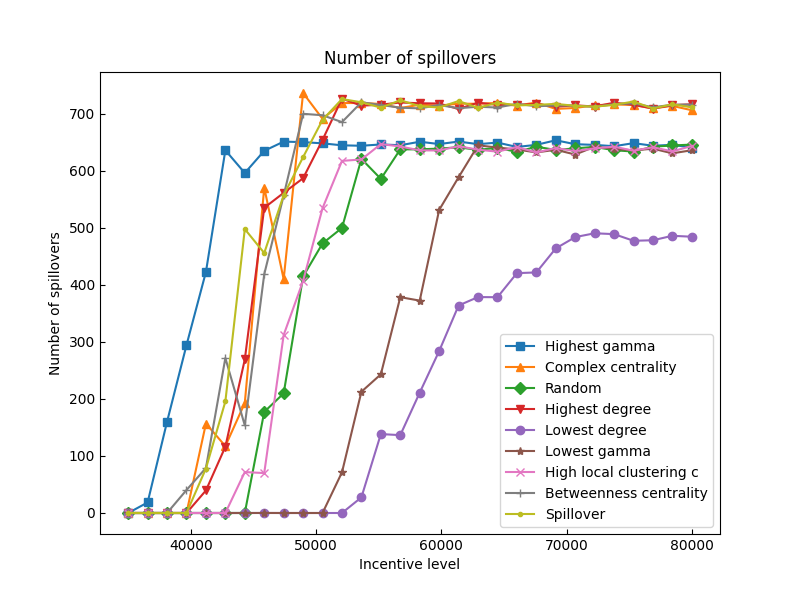 Number of spillovers
Number of spillovers
700
600
500
400
300
200
100
0
Highest gamma
Complex centrality
Random
Highest degree
Lowest degree
Lowest gamma
High local clustering c
Betweenness centrality
Spillover
40000 50000 60000 70000 80000
Incentive level